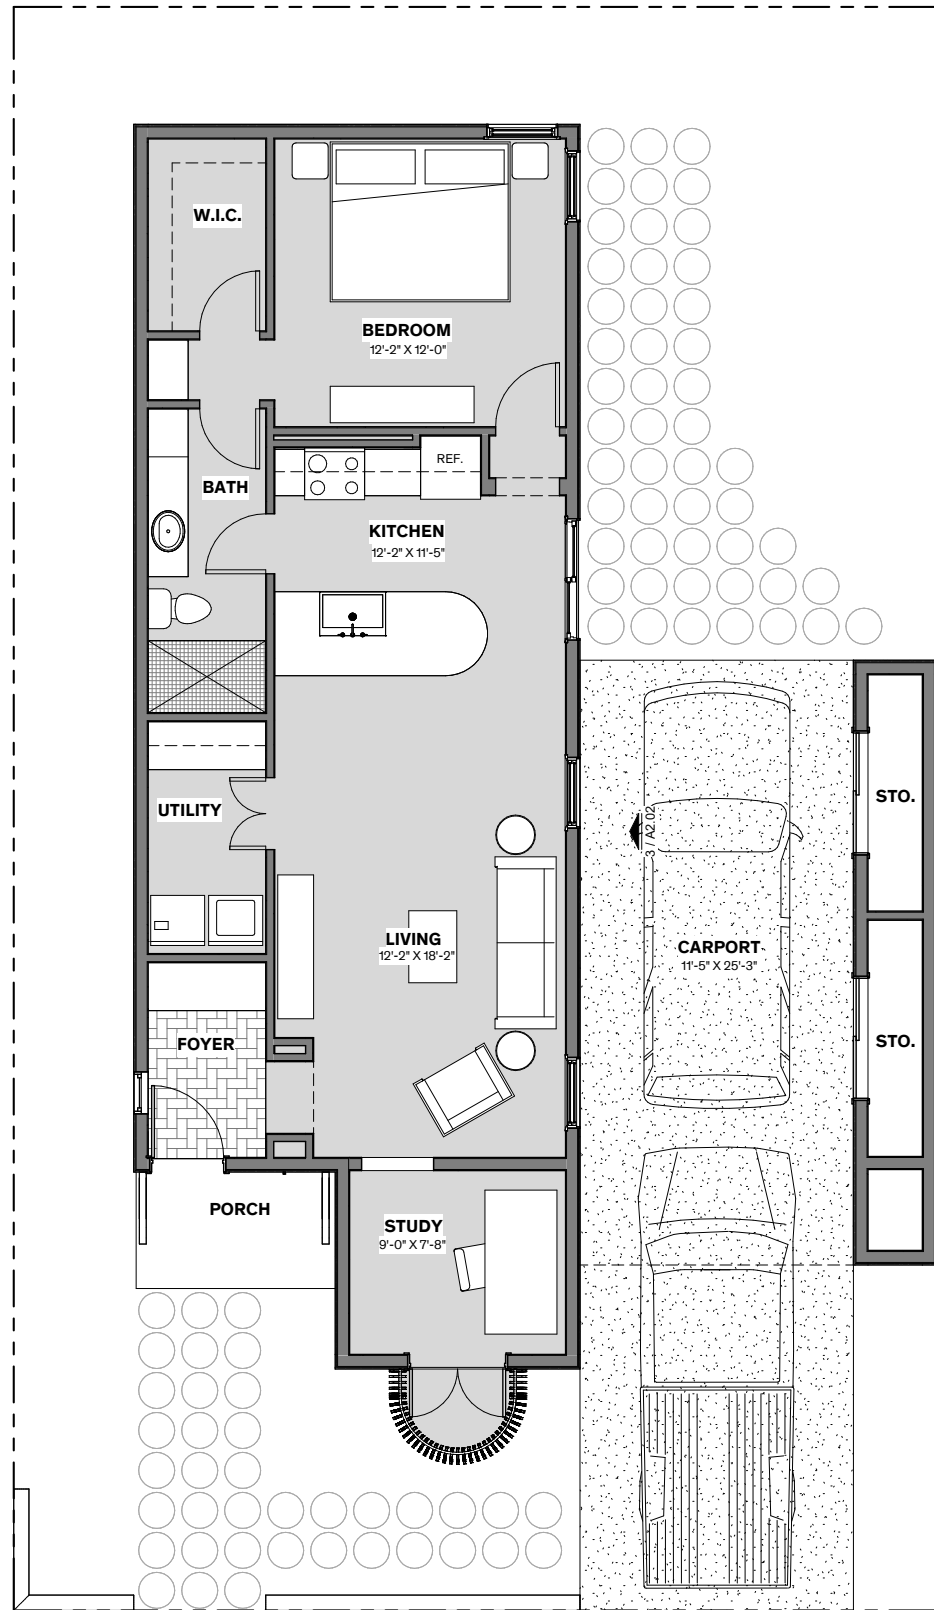 W.I.C.
BEDROOM
12'-2" X 12'-0"
REF.
BATH
KITCHEN
12'-2" X 11'-5"
UTILITY
3 / A2.02
STO.
LIVING
12'-2" X 18'-2"
CARPORT
11'-5" X 25'-3"
FOYER
STO.
PORCH
STUDY
9'-0" X 7'-8"